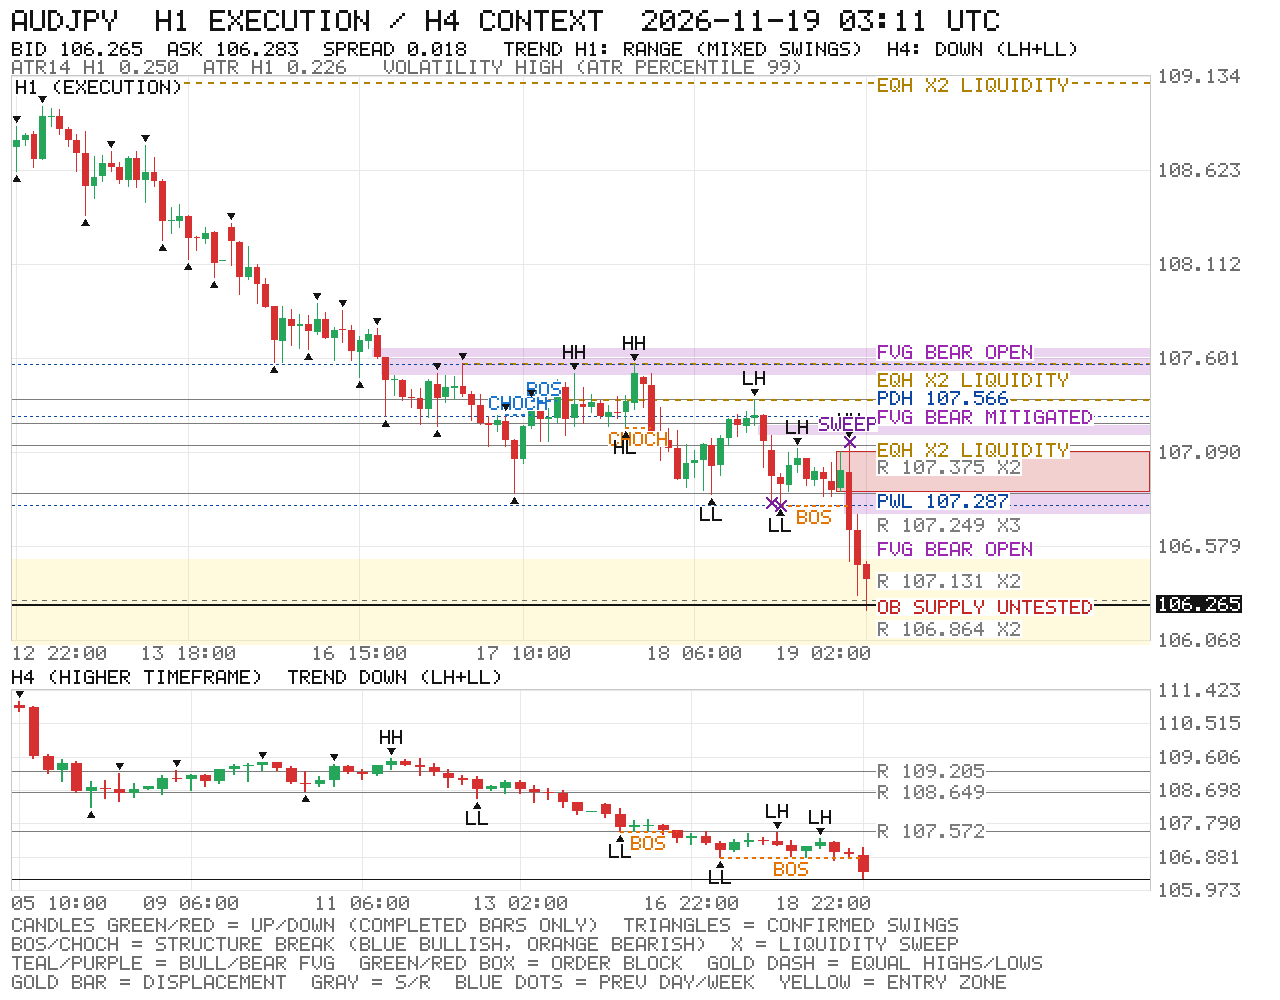 AUDJPY H1 EXECUTION / H4 CONTEXT 2026-11-19 03:11 UTC
BID 106.265 ASK 106.283 SPREAD 0.018 TREND H1: RANGE (MIXED SWINGS) H4: DOWN (LH+LL)
ATR14 H1 0.250 ATR H1 0.226 VOLATILITY HIGH (ATR PERCENTILE 99)
H1 (EXECUTION)
EQH X2 LIQUIDITY
109.134
108.623
108.112
HH
HH
FVG BEAR OPEN
107.601
LH
BOS
CHOCH
EQH X2 LIQUIDITY
PDH 107.566
FVG BEAR MITIGATED
SWEEP
LH
CHOCH
HL
EQH X2 LIQUIDITY
107.090
R 107.375 X2
PWL 107.287
LL
LL
BOS
R 107.249 X3
FVG BEAR OPEN
106.579
R 107.131 X2
OB SUPPLY UNTESTED
106.265
R 106.864 X2
106.068
12 22:00 13 18:00 16 15:00 17 10:00 18 06:00 19 02:00
H4 (HIGHER TIMEFRAME) TREND DOWN (LH+LL)
111.423
110.515
HH
109.606
R 109.205
R 108.649
108.698
LL
LH
LH
107.790
R 107.572
LL
BOS
106.881
BOS
LL
105.973
05 10:00 09 06:00 11 06:00 13 02:00 16 22:00 18 22:00
CANDLES GREEN/RED = UP/DOWN (COMPLETED BARS ONLY) TRIANGLES = CONFIRMED SWINGS
BOS/CHOCH = STRUCTURE BREAK (BLUE BULLISH, ORANGE BEARISH) X = LIQUIDITY SWEEP
TEAL/PURPLE = BULL/BEAR FVG GREEN/RED BOX = ORDER BLOCK GOLD DASH = EQUAL HIGHS/LOWS
GOLD BAR = DISPLACEMENT GRAY = S/R BLUE DOTS = PREV DAY/WEEK YELLOW = ENTRY ZONE